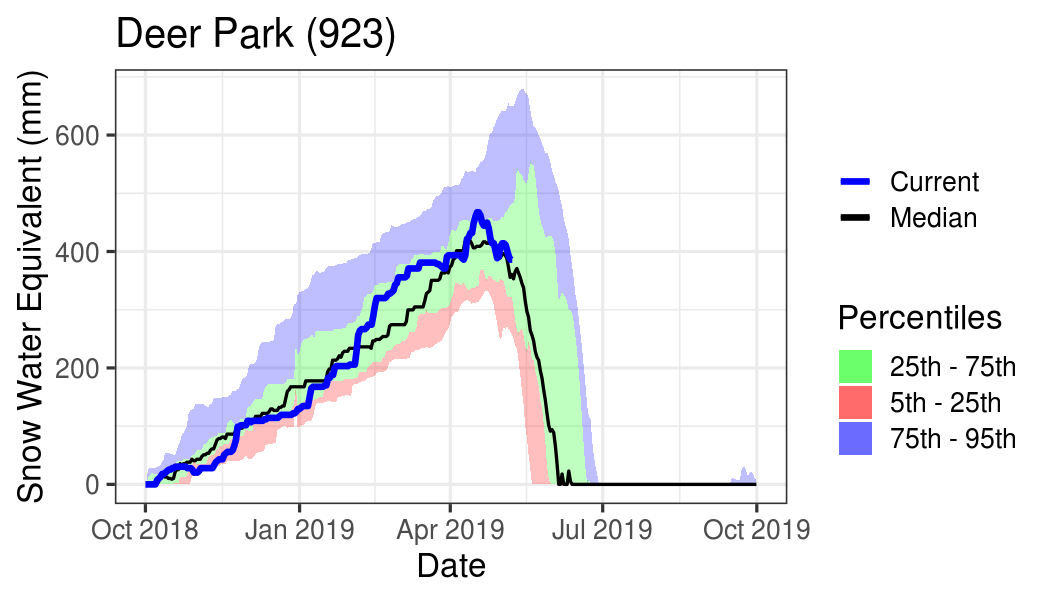 Deer Park (923)
Snow Water Equivalent (mm)
600
400
200
0
Oct 2018
Jan 2019
Apr 2019
Jul 2019
Oct 2019
Date
Current
Median
Percentiles
25th - 75th
5th - 25th
75th - 95th